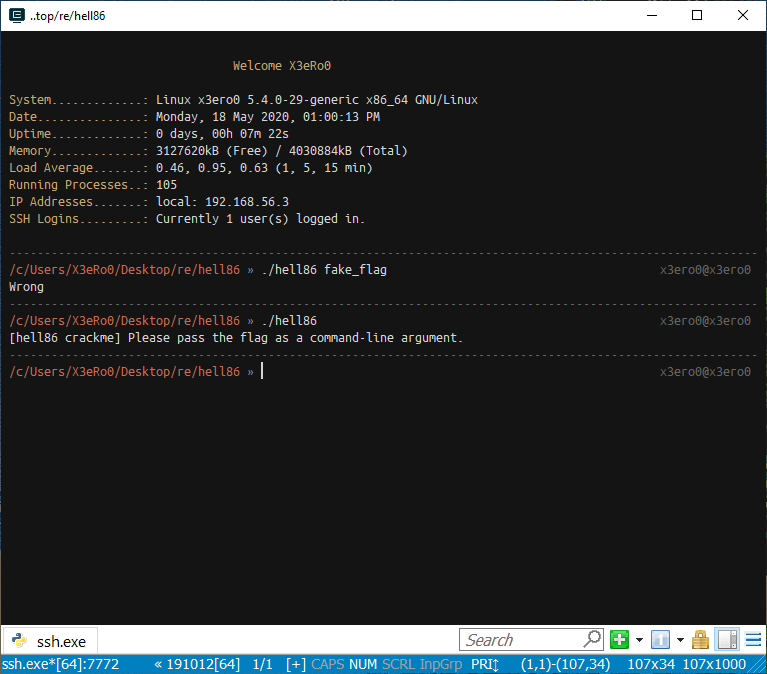 ..top/re/hell86
Welcome X3eRo0
System.............: Linux x3ero0 5.4.0-29-generic x86_64 GNU/Linux
Date...............: Monday, 18 May 2020, 01:00:13 PM
Uptime.............: 0 days, 00h 07m 22s
Memory.............: 3127620kB (Free) / 4030884kB (Total)
Load Average.......: 0.46, 0.95, 0.63 (1, 5, 15 min)
Running Processes..: 105
IP Addresses.......: local: 192.168.56.3
SSH Logins.........: Currently 1 user(s) logged in.
/c/Users/X3eRo0/Desktop/re/hell86 » ./hell86 fake_flag x3ero0@x3ero0
Wrong
/c/Users/X3eRo0/Desktop/re/hell86 » ./hell86 x3ero0@x3ero0
[hell86 crackme] Please pass the flag as a command-line argument.
/c/Users/X3eRo0/Desktop/re/hell86 » x3ero0@x3ero0
ssh.exe Search 1
ssh.exe*[64]:7772 « 191012[64] 1/1 [+] CAPS NUM SCRL InpGrp PRI↕ (1,1)-(107,34) 107x34 107x1000